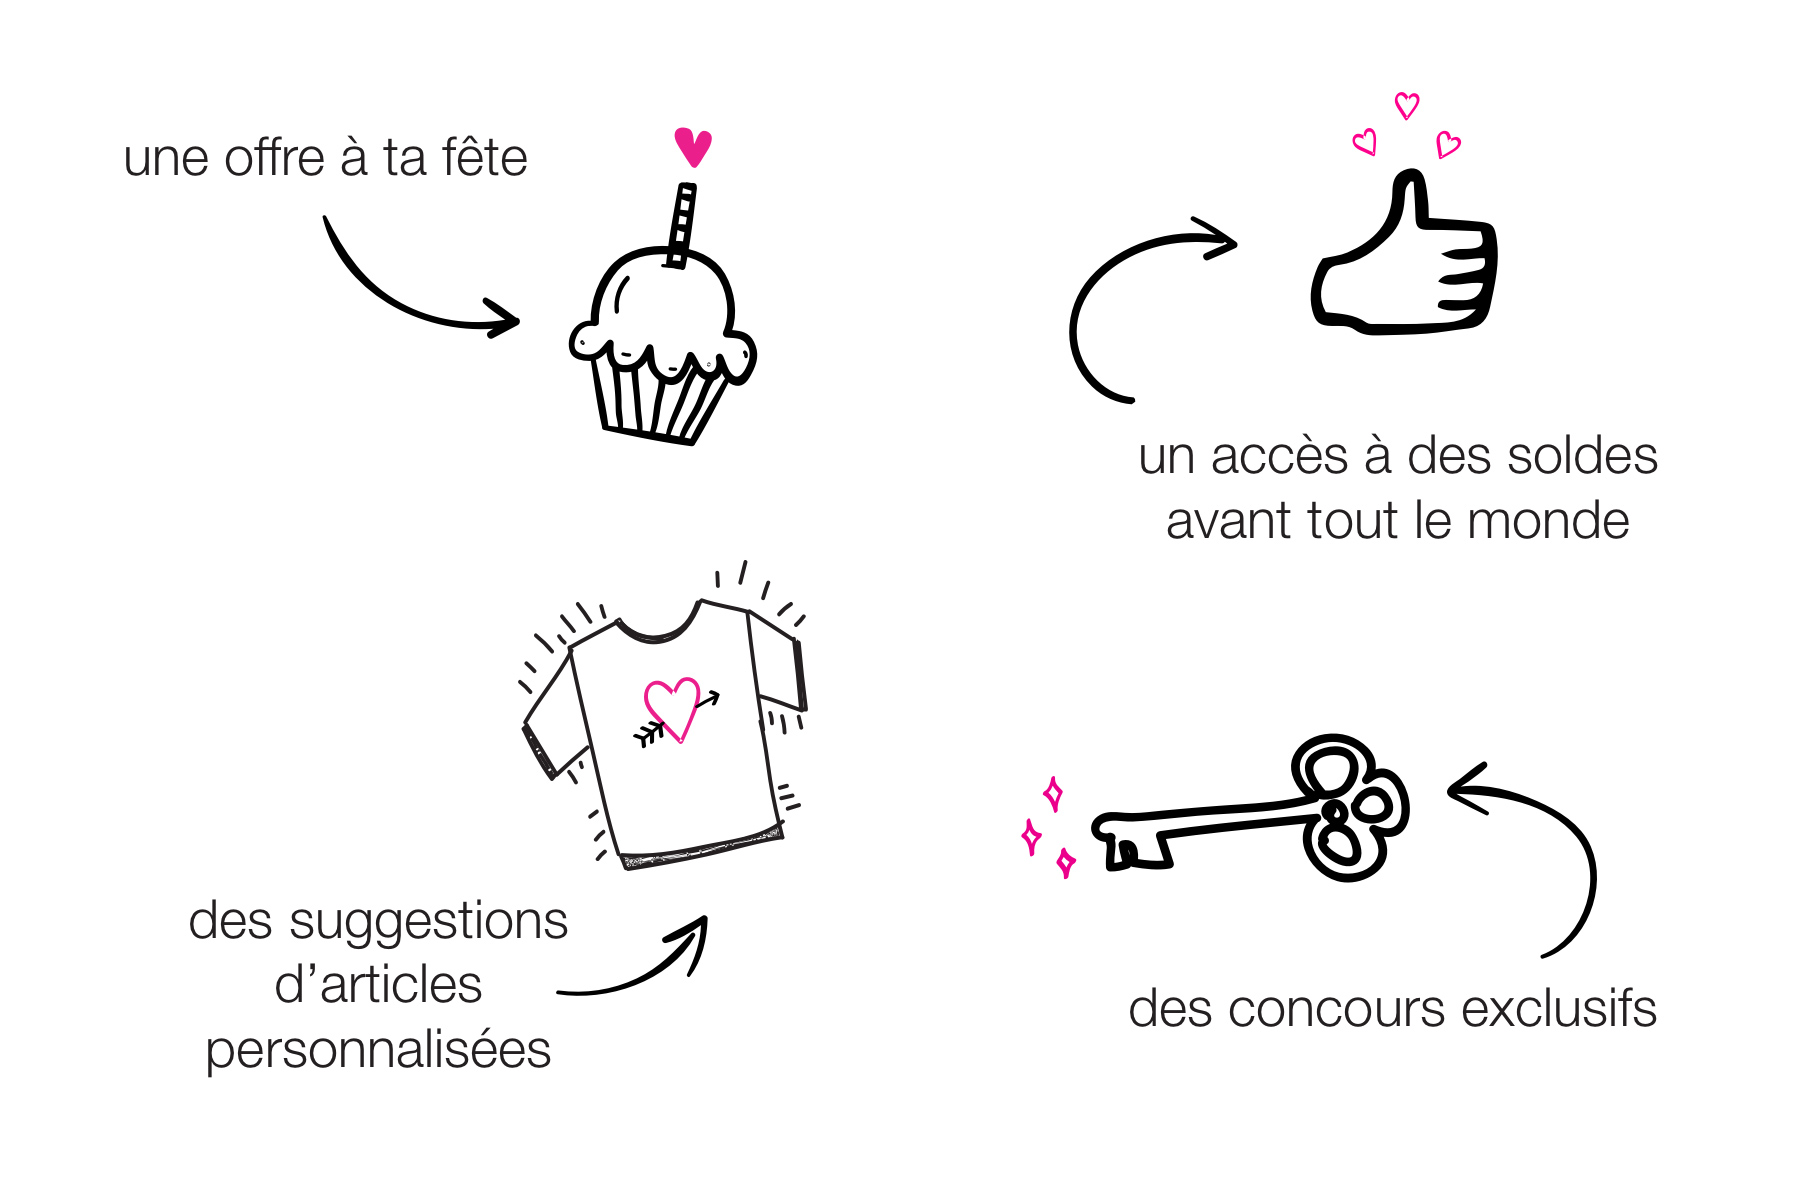 une offre à ta fête
un accès à des soldes
avant tout le monde
des suggestions
d’articles
personnalisées
des concours exclusifs